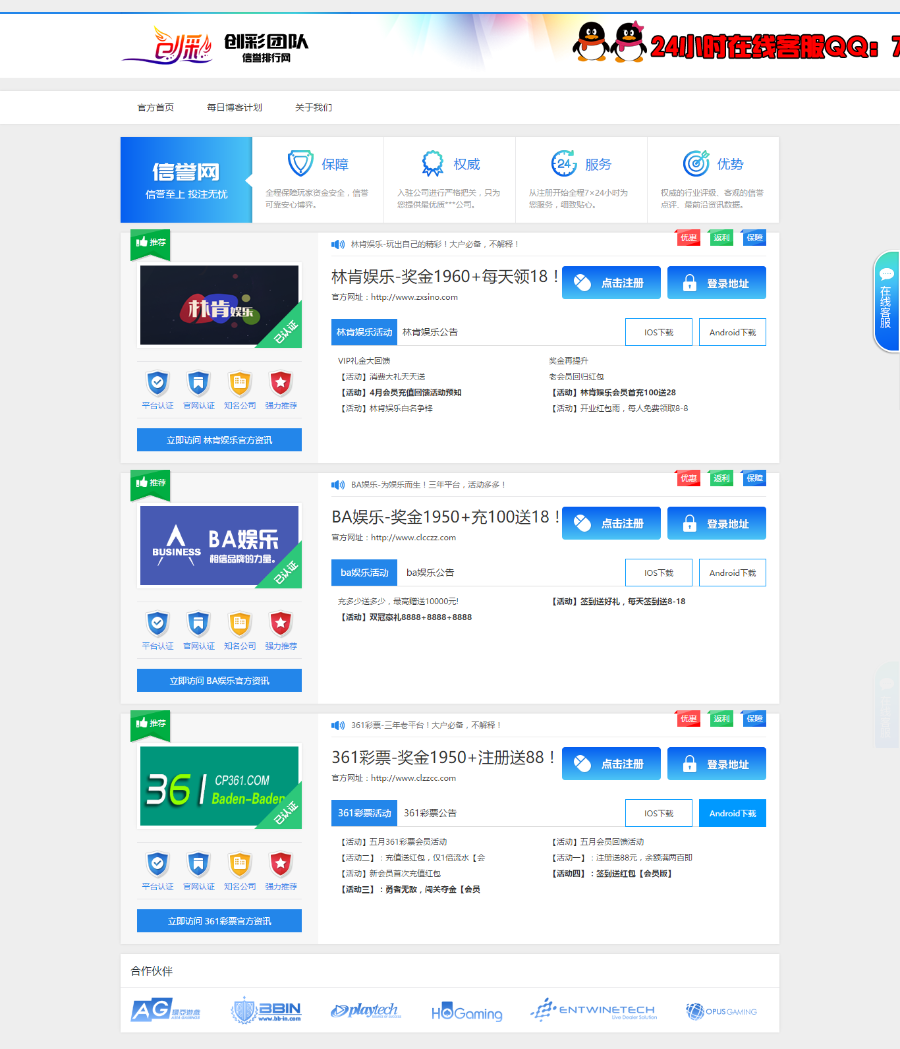 创彩 创彩团队
信誉排行网
24小时在线客服QQ：7
官方首页 每日博客计划 关于我们
信誉网
信誉至上 投注无忧
保障
全程保障玩家资金安全，信誉
可靠安心博弈。
权威
入驻公司进行严格把关，只为
您提供最优质***公司。
服务
24
从注册开始全程7×24小时为
您服务，细致贴心。
优势
权威的行业评级、客观的信誉
点评、最前沿资讯数据。
在线客服
推荐
林肯娱乐
已认证
平台认证 官网认证 知名公司 强力推荐
立即访问 林肯娱乐官方资讯
林肯娱乐-玩出自己的精彩！大户必备，不解释！
优惠 返利 保障
林肯娱乐-奖金1960+每天领18！
官方网址：http://www.zxsino.com
点击注册 登录地址
林肯娱乐活动 林肯娱乐公告
IOS下载 Android下载
VIP礼金大回馈
【活动】消费大礼天天送
【活动】4月会员充值回馈活动预知
【活动】林肯娱乐白名争锋
奖金再提升
老会员回归红包
【活动】林肯娱乐会员首充100送28
【活动】开业红包雨，每人免费领取8-8
推荐
BUSINESS
BA娱乐
相信品牌的力量。
已认证
平台认证 官网认证 知名公司 强力推荐
立即访问 BA娱乐官方资讯
BA娱乐-为娱乐而生！三年平台，活动多多！
优惠 返利 保障
BA娱乐-奖金1950+充100送18！
官方网址：http://www.clcczz.com
点击注册 登录地址
ba娱乐活动 ba娱乐公告
IOS下载 Android下载
充多少送多少，最高赠送10000元!
【活动】双冠豪礼8888+8888+8888
【活动】签到送好礼，每天签到送8-18
推荐
361
CP361.COM
Baden-Baden
已认证
平台认证 官网认证 知名公司 强力推荐
立即访问 361彩票官方资讯
361彩票-三年老平台！大户必备，不解释！
优惠 返利 保障
361彩票-奖金1950+注册送88！
官方网址：http://www.clzzcc.com
点击注册 登录地址
361彩票活动 361彩票公告
IOS下载 Android下载
【活动】五月361彩票会员活动
【活动二】：充值送红包，仅1倍流水【会
【活动】新会员首次充值红包
【活动三】：勇者无敌，闯关夺金【会员
【活动】五月会员回馈活动
【活动一】：注册送88元，余额满两百即
【活动四】：签到送红包【会员版】
合作伙伴
AG
BBIN
www.bb-in.com
playtech
HoGaming
ENTWINETECH
Live Dealer Solution
OPUS GAMING